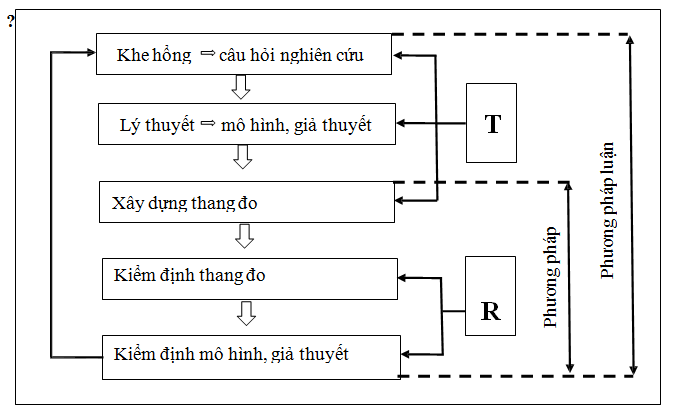 ?
Khe hổng ⇨ câu hỏi nghiên cứu
Lý thuyết ⇨ mô hình, giả thuyết
T
Xây dựng thang đo
Kiểm định thang đo
R
Kiểm định mô hình, giả thuyết
Phương pháp
Phương pháp luận